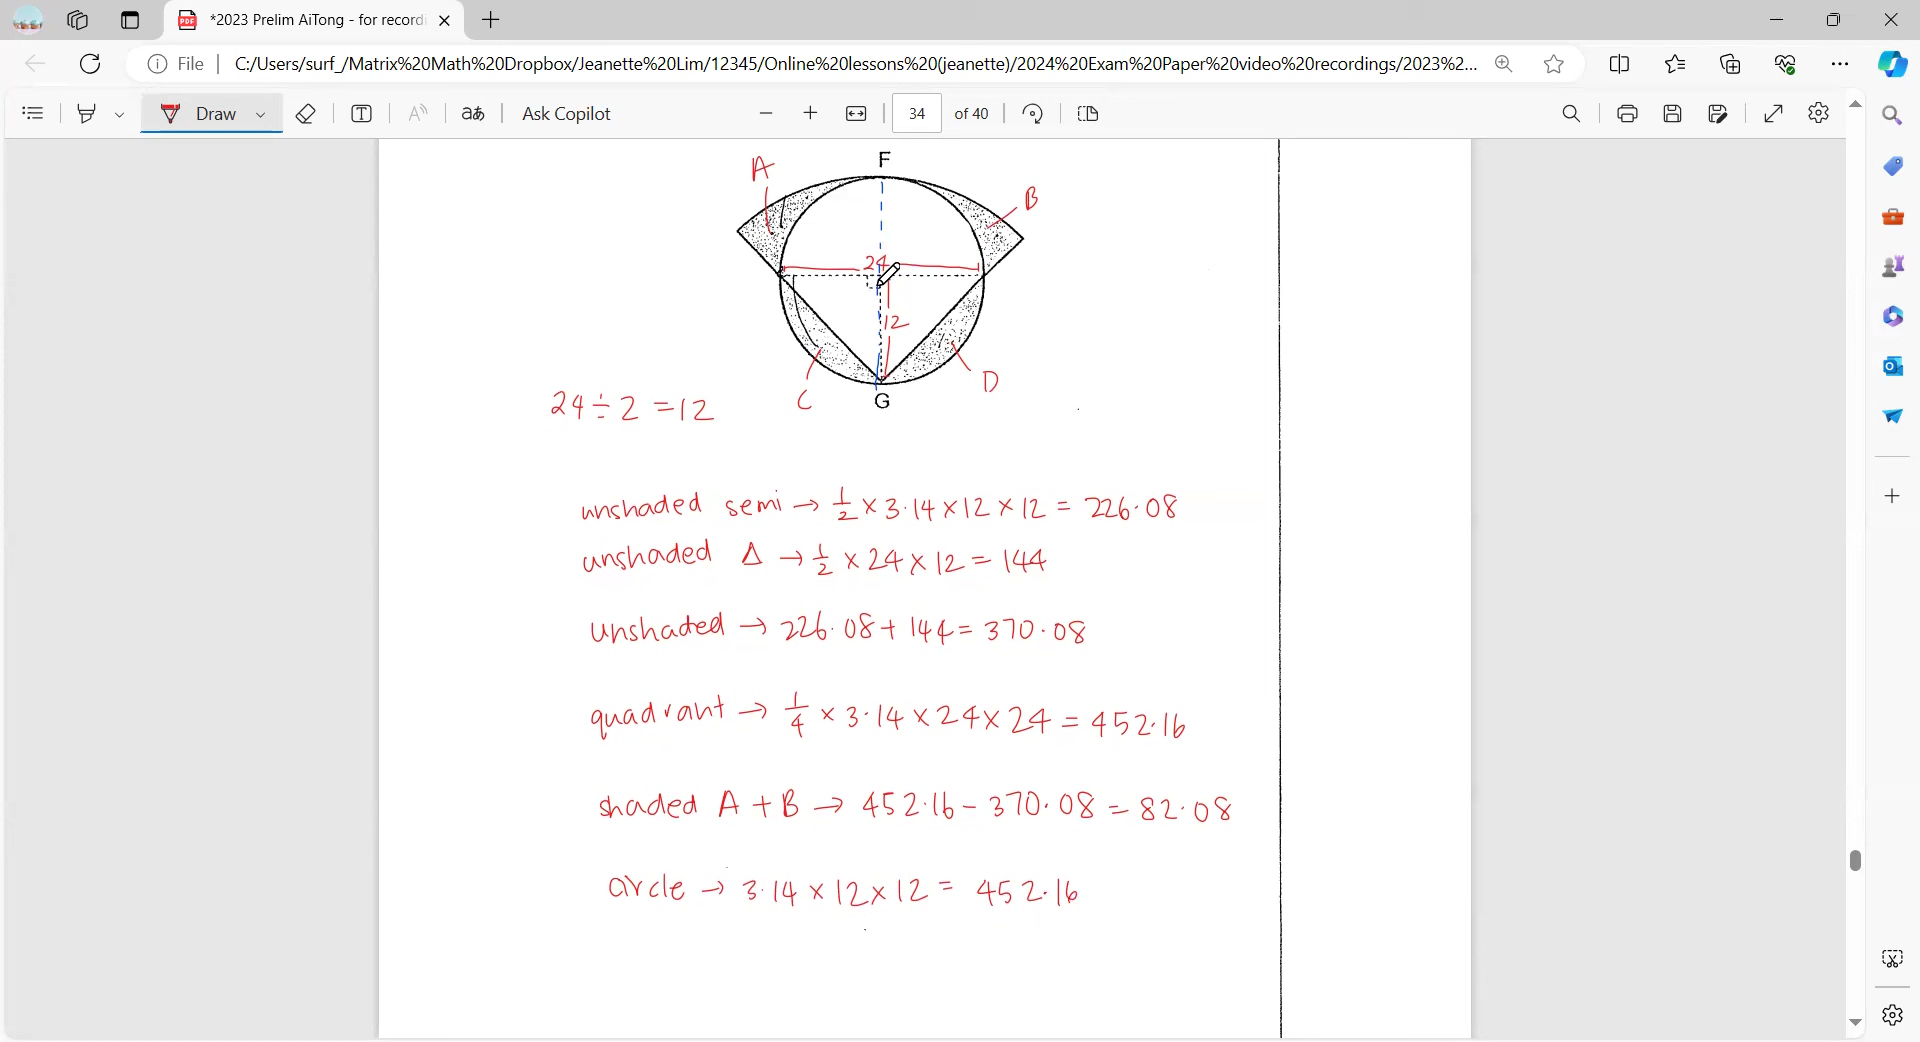 *2023 Prelim AiTong - for recordi
File
C:/Users/surf_/Matrix%20Math%20Dropbox/Jeanette%20Lim/12345/Online%20lessons%20(jeanette)/2024%20Exam%20Paper%20video%20recordings/2023%2...
Draw
aあ
Ask Copilot
34 of 40
A
F
B
24
12
C
G
D
24 ÷ 2 = 12
unshaded semi → 1/2 × 3.14 × 12 × 12 = 226.08
unshaded Δ → 1/2 × 24 × 12 = 144
unshaded → 226.08 + 144 = 370.08
quadrant → 1/4 × 3.14 × 24 × 24 = 452.16
shaded A + B → 452.16 - 370.08 = 82.08
circle → 3.14 × 12 × 12 = 452.16